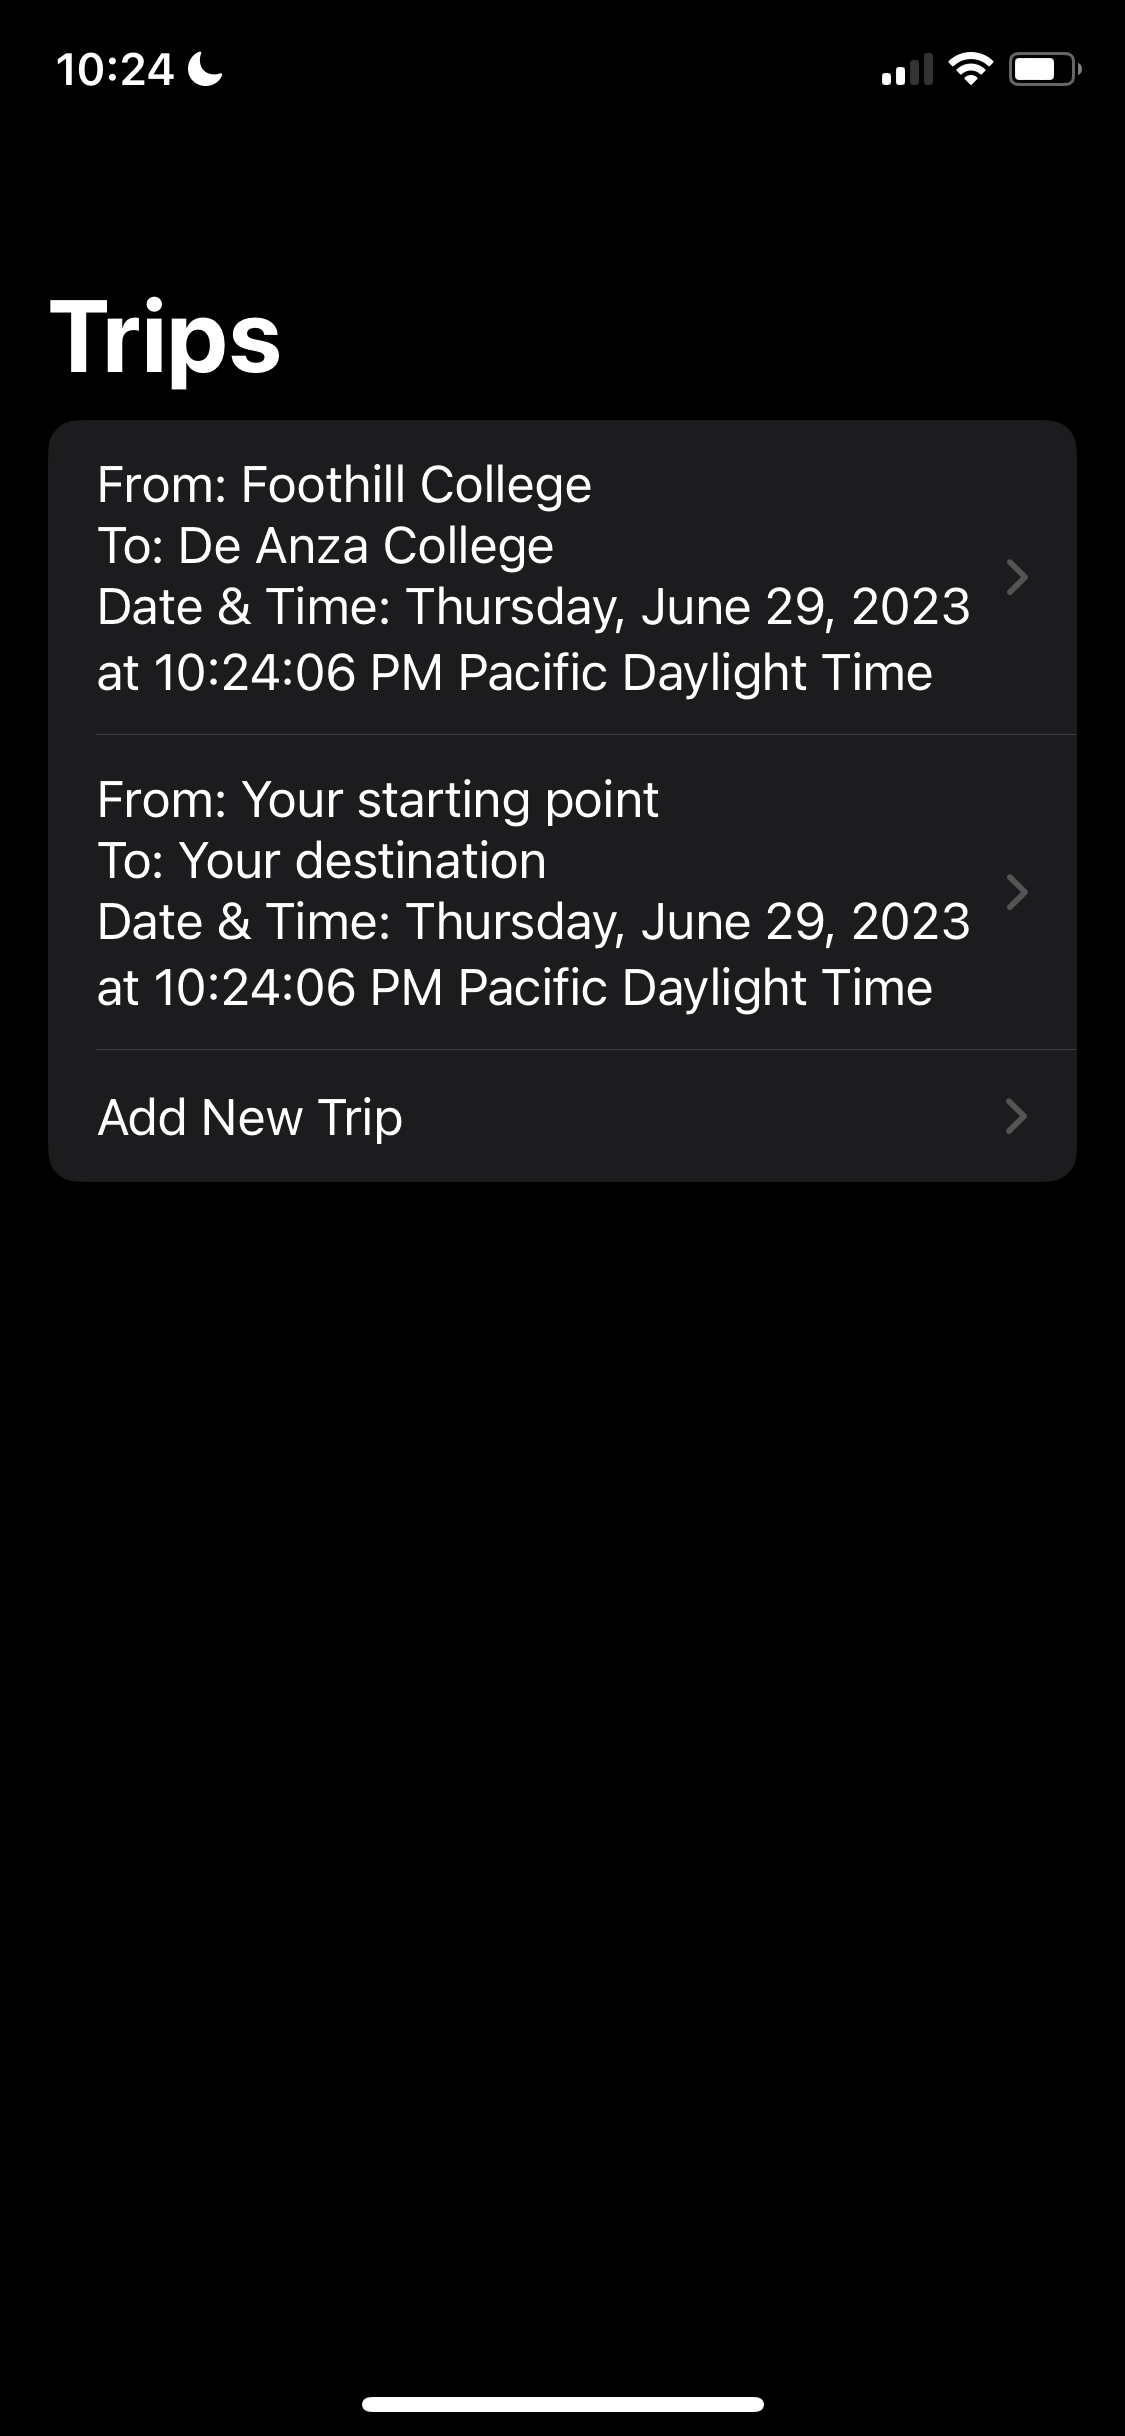 10:24
Trips
From: Foothill College
To: De Anza College
Date & Time: Thursday, June 29, 2023
at 10:24:06 PM Pacific Daylight Time
From: Your starting point
To: Your destination
Date & Time: Thursday, June 29, 2023
at 10:24:06 PM Pacific Daylight Time
Add New Trip